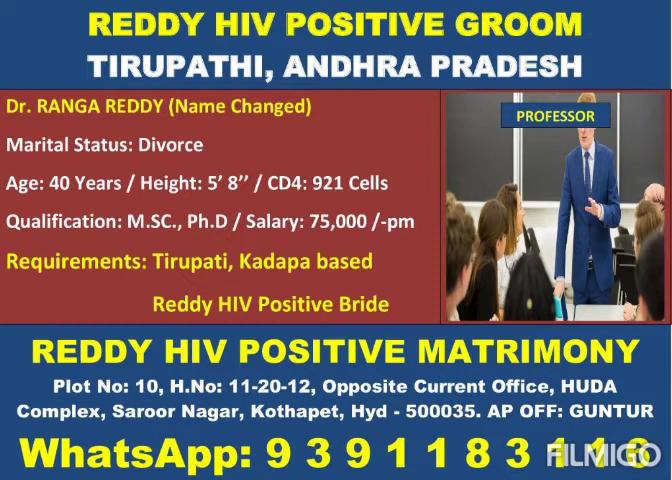 REDDY HIV POSITIVE GROOM
TIRUPATHI, ANDHRA PRADESH
Dr. RANGA REDDY (Name Changed)
PROFESSOR
Marital Status: Divorce
Age: 40 Years / Height: 5’ 8’’ / CD4: 921 Cells
Qualification: M.SC., Ph.D / Salary: 75,000 /-pm
Requirements: Tirupati, Kadapa based
Reddy HIV Positive Bride
REDDY HIV POSITIVE MATRIMONY
Plot No: 10, H.No: 11-20-12, Opposite Current Office, HUDA
Complex, Saroor Nagar, Kothapet, Hyd - 500035. AP OFF: GUNTUR
WhatsApp: 9 3 9 1 1 8 3
FILMIGO